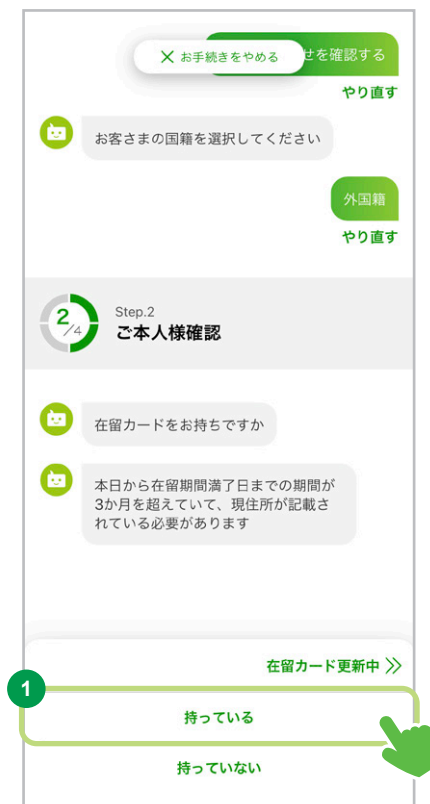 × お手続きをやめる
せを確認する
やり直す
お客さまの国籍を選択してください
外国籍
やり直す
2/4
Step.2
ご本人様確認
在留カードをお持ちですか
本日から在留期間満了日までの期間が
3か月を超えていて、現住所が記載さ
れている必要があります
在留カード更新中 》
1
持っている
持っていない